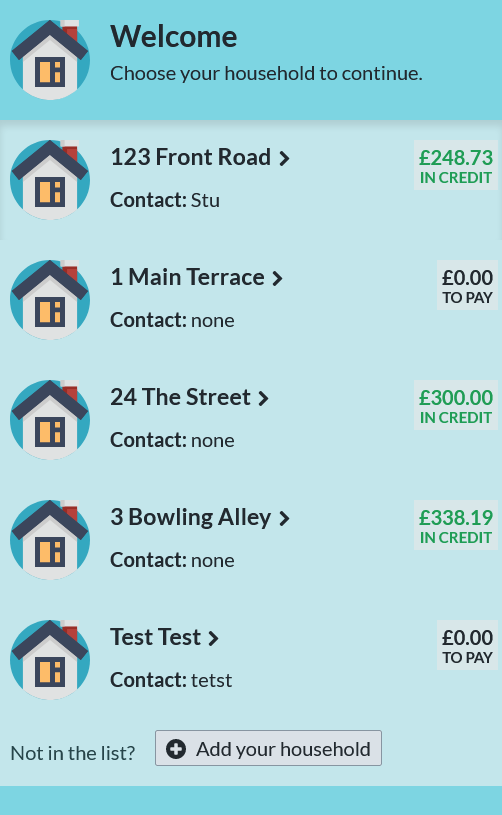 Welcome
Choose your household to continue.
123 Front Road
£248.73
IN CREDIT
Contact: Stu
1 Main Terrace
£0.00
TO PAY
Contact: none
24 The Street
£300.00
IN CREDIT
Contact: none
3 Bowling Alley
£338.19
IN CREDIT
Contact: none
Test Test
£0.00
TO PAY
Contact: tetst
Not in the list?
Add your household